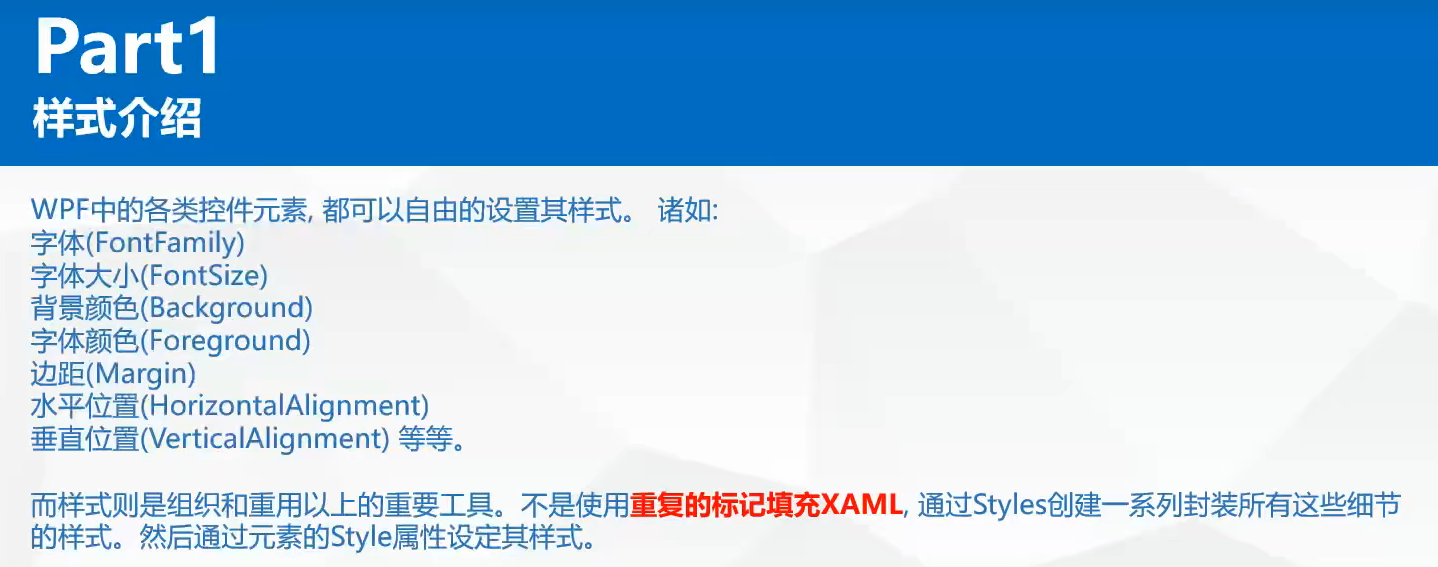 Part1
样式介绍
WPF中的各类控件元素, 都可以自由的设置其样式。 诸如:
字体(FontFamily)
字体大小(FontSize)
背景颜色(Background)
字体颜色(Foreground)
边距(Margin)
水平位置(HorizontalAlignment)
垂直位置(VerticalAlignment) 等等。
而样式则是组织和重用以上的重要工具。不是使用重复的标记填充XAML, 通过Styles创建一系列封装所有这些细节
的样式。然后通过元素的Style属性设定其样式。